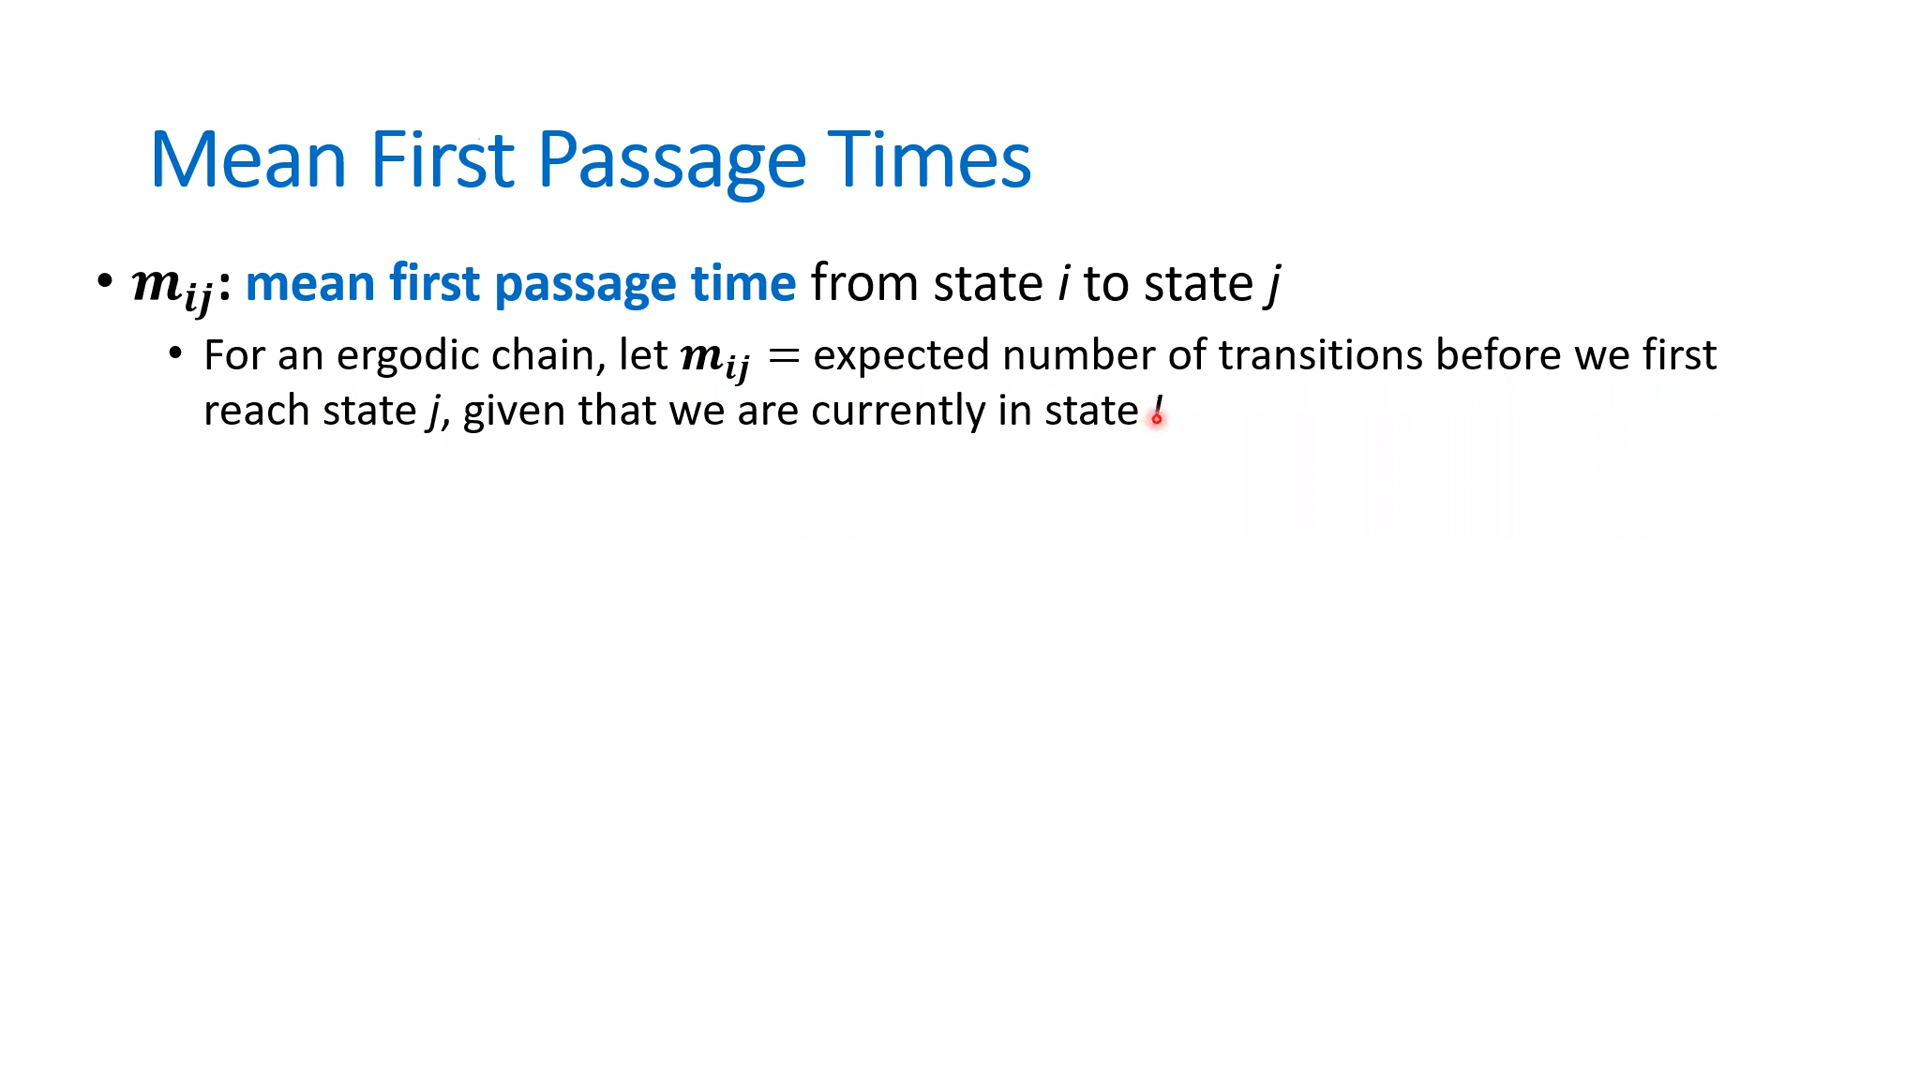 Mean First Passage Times
• m_ij: mean first passage time from state i to state j
• For an ergodic chain, let m_ij = expected number of transitions before we first
reach state j, given that we are currently in state i